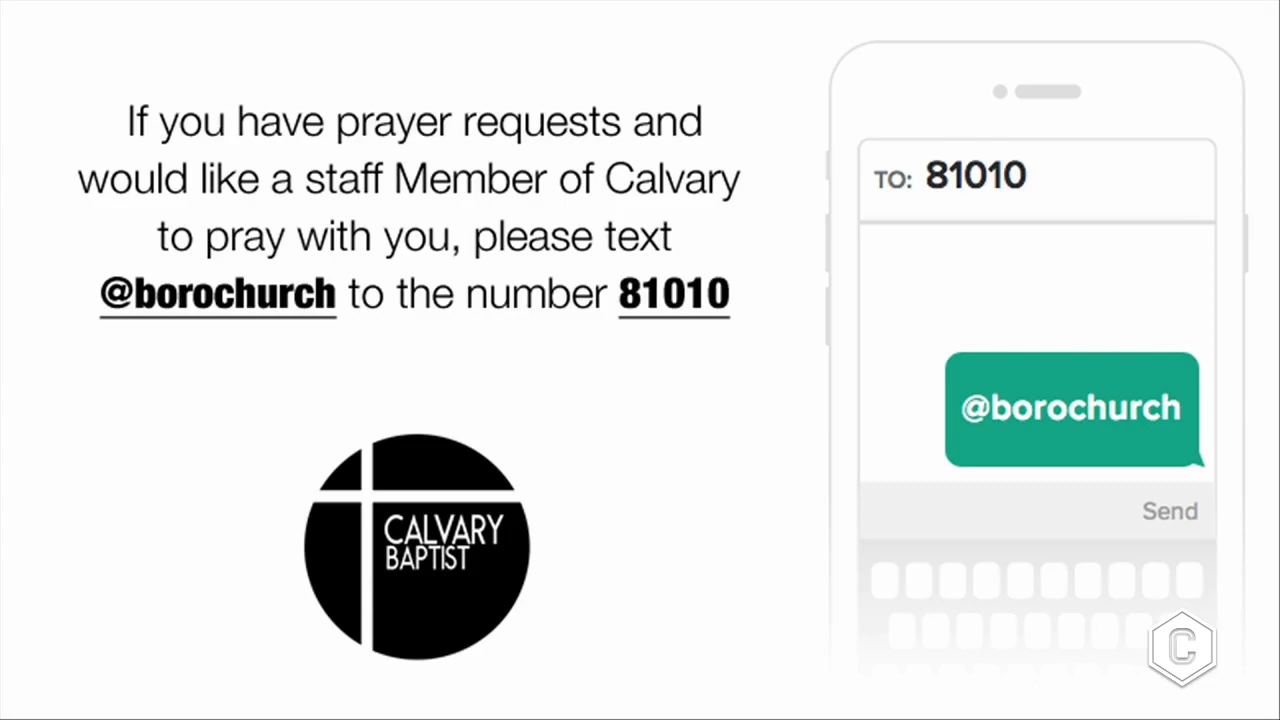 If you have prayer requests and
would like a staff Member of Calvary
to pray with you, please text
@borochurch to the number 81010
CALVARY
BAPTIST
TO: 81010
@borochurch
Send
C